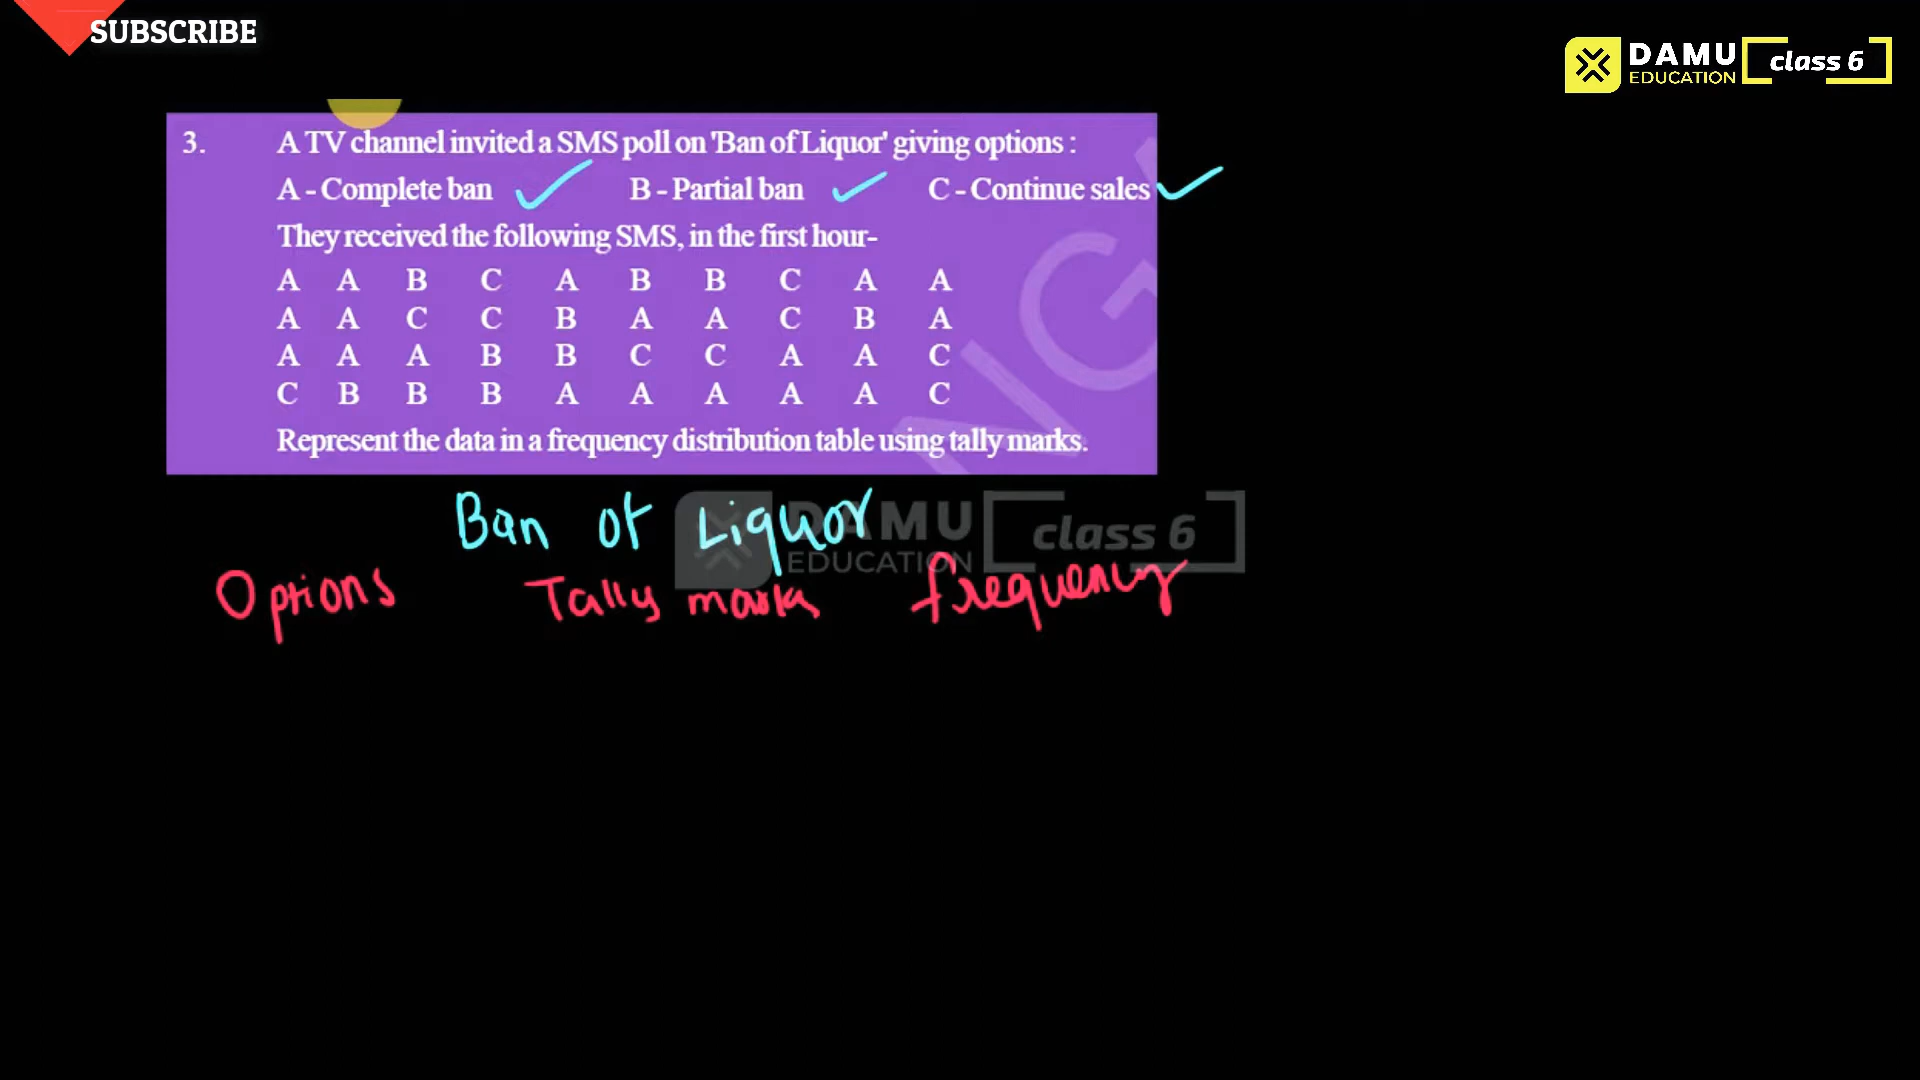 SUBSCRIBE
DAMU
EDUCATION
class 6
3. A TV channel invited a SMS poll on 'Ban of Liquor' giving options :
A - Complete ban B - Partial ban C - Continue sales
They received the following SMS, in the first hour-
A A B C A B B C A A
A A C C B A A C B A
A A A B B C C A A C
C B B B A A A A A C
Represent the data in a frequency distribution table using tally marks.
NG
Ban of Liquor
DAMU
EDUCATION
class 6
Options Tally marks frequency